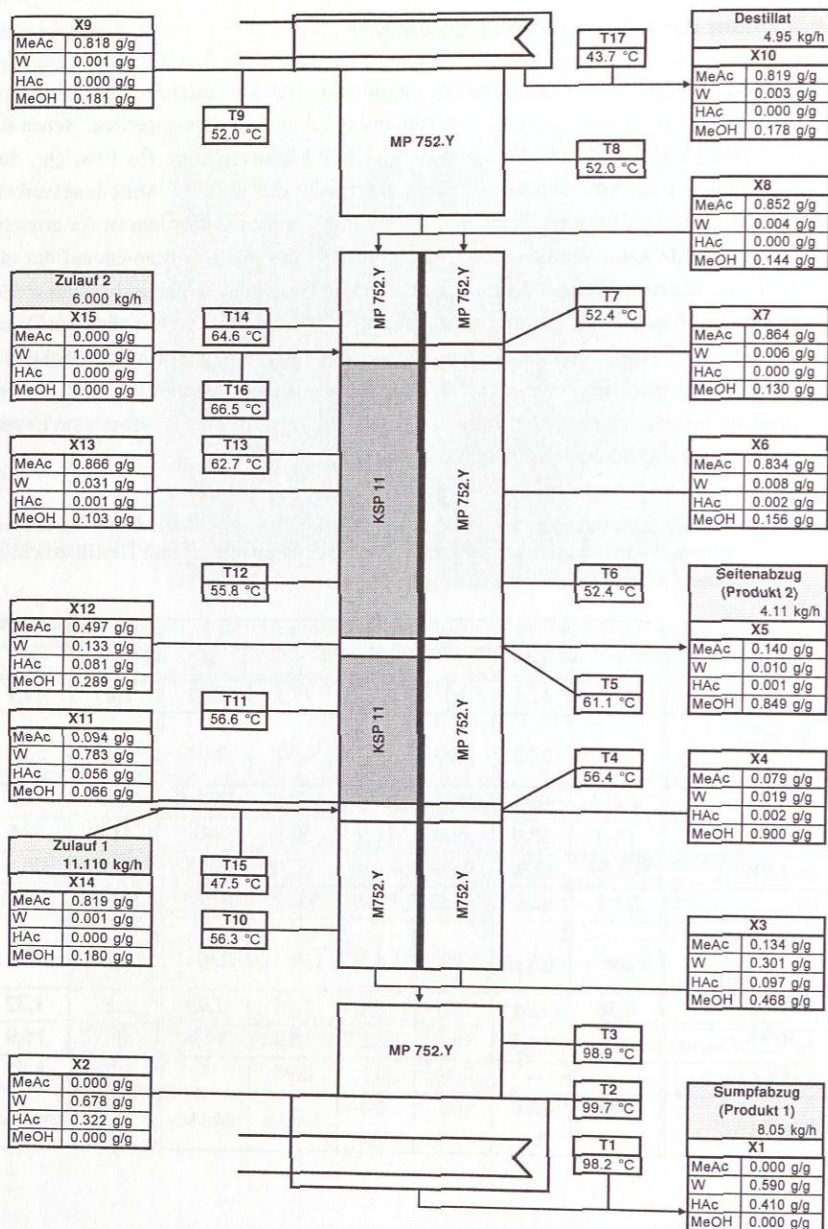 X9
MeAc 0.818 g/g
W 0.001 g/g
HAc 0.000 g/g
MeOH 0.181 g/g
T9
52.0 °C
T17
43.7 °C
Destillat
4.95 kg/h
X10
MeAc 0.819 g/g
W 0.003 g/g
HAc 0.000 g/g
MeOH 0.178 g/g
MP 752.Y
T8
52.0 °C
X8
MeAc 0.852 g/g
W 0.004 g/g
HAc 0.000 g/g
MeOH 0.144 g/g
MP 752.Y
MP 752.Y
Zulauf 2
6.000 kg/h
X15
MeAc 0.000 g/g
W 1.000 g/g
HAc 0.000 g/g
MeOH 0.000 g/g
T14
64.6 °C
T7
52.4 °C
X7
MeAc 0.864 g/g
W 0.006 g/g
HAc 0.000 g/g
MeOH 0.130 g/g
T16
66.5 °C
X13
MeAc 0.866 g/g
W 0.031 g/g
HAc 0.001 g/g
MeOH 0.103 g/g
T13
62.7 °C
KSP 11
MP 752.Y
X6
MeAc 0.834 g/g
W 0.008 g/g
HAc 0.002 g/g
MeOH 0.156 g/g
T12
55.8 °C
T6
52.4 °C
Seitenabzug
(Produkt 2)
4.11 kg/h
X5
MeAc 0.140 g/g
W 0.010 g/g
HAc 0.001 g/g
MeOH 0.849 g/g
X12
MeAc 0.497 g/g
W 0.133 g/g
HAc 0.081 g/g
MeOH 0.289 g/g
T11
56.6 °C
T5
61.1 °C
X11
MeAc 0.094 g/g
W 0.783 g/g
HAc 0.056 g/g
MeOH 0.066 g/g
KSP 11
MP 752.Y
T4
56.4 °C
X4
MeAc 0.079 g/g
W 0.019 g/g
HAc 0.002 g/g
MeOH 0.900 g/g
Zulauf 1
11.110 kg/h
X14
MeAc 0.819 g/g
W 0.001 g/g
HAc 0.000 g/g
MeOH 0.180 g/g
T15
47.5 °C
T10
56.3 °C
M752.Y
MP 752.Y
X3
MeAc 0.134 g/g
W 0.301 g/g
HAc 0.097 g/g
MeOH 0.468 g/g
MP 752.Y
T3
98.9 °C
X2
MeAc 0.000 g/g
W 0.678 g/g
HAc 0.322 g/g
MeOH 0.000 g/g
T2
99.7 °C
T1
98.2 °C
Sumpfabzug
(Produkt 1)
8.05 kg/h
X1
MeAc 0.000 g/g
W 0.590 g/g
HAc 0.410 g/g
MeOH 0.000 g/g